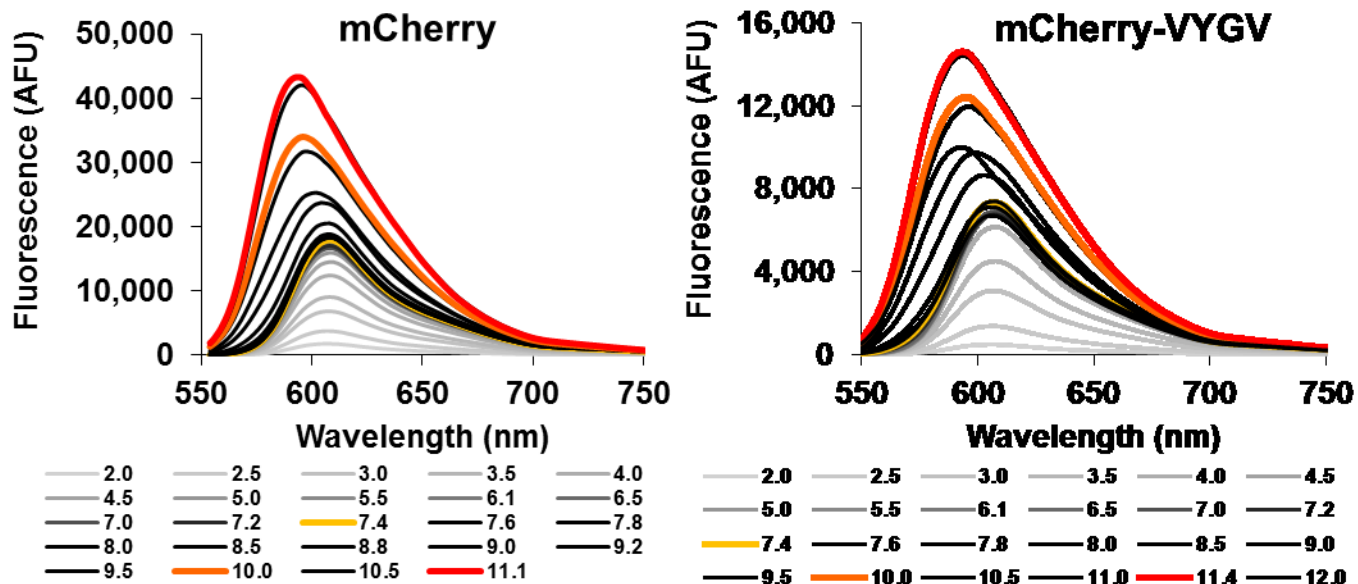 mCherry
Fluorescence (AFU)
50,000
40,000
30,000
20,000
10,000
0
550 600 650 700 750
Wavelength (nm)
2.0 2.5 3.0 3.5 4.0
4.5 5.0 5.5 6.1 6.5
7.0 7.2 7.4 7.6 7.8
8.0 8.5 8.8 9.0 9.2
9.5 10.0 10.5 11.1
mCherry-VYGV
Fluorescence (AFU)
16,000
12,000
8,000
4,000
0
550 600 650 700 750
Wavelength (nm)
2.0 2.5 3.0 3.5 4.0 4.5
5.0 5.5 6.1 6.5 7.0 7.2
7.4 7.6 7.8 8.0 8.5 9.0
9.5 10.0 10.5 11.0 11.4 12.0